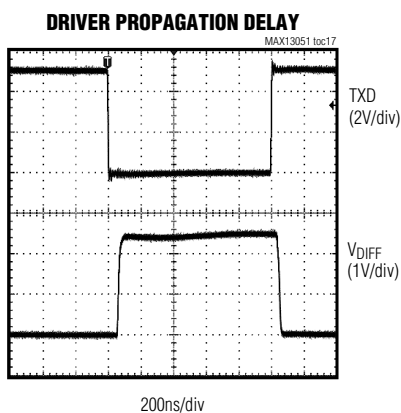 DRIVER PROPAGATION DELAY
MAX13051 toc17
T
TXD
(2V/div)
VDIFF
(1V/div)
200ns/div